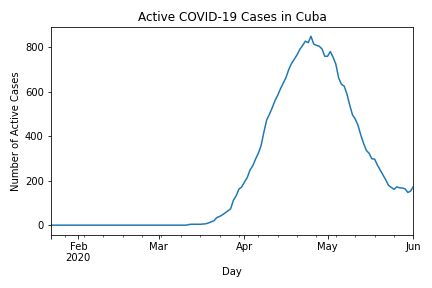 Active COVID-19 Cases in Cuba
Number of Active Cases
800
600
400
200
0
Feb Mar Apr May Jun
2020
Day